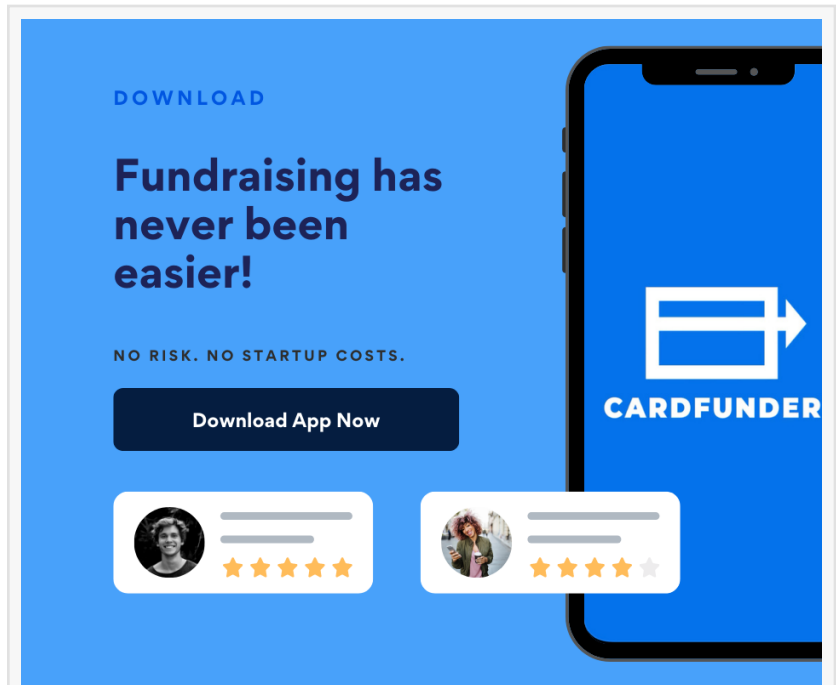 DOWNLOAD
Fundraising has
never been
easier!
NO RISK. NO STARTUP COSTS.
Download App Now
CARDFUNDER